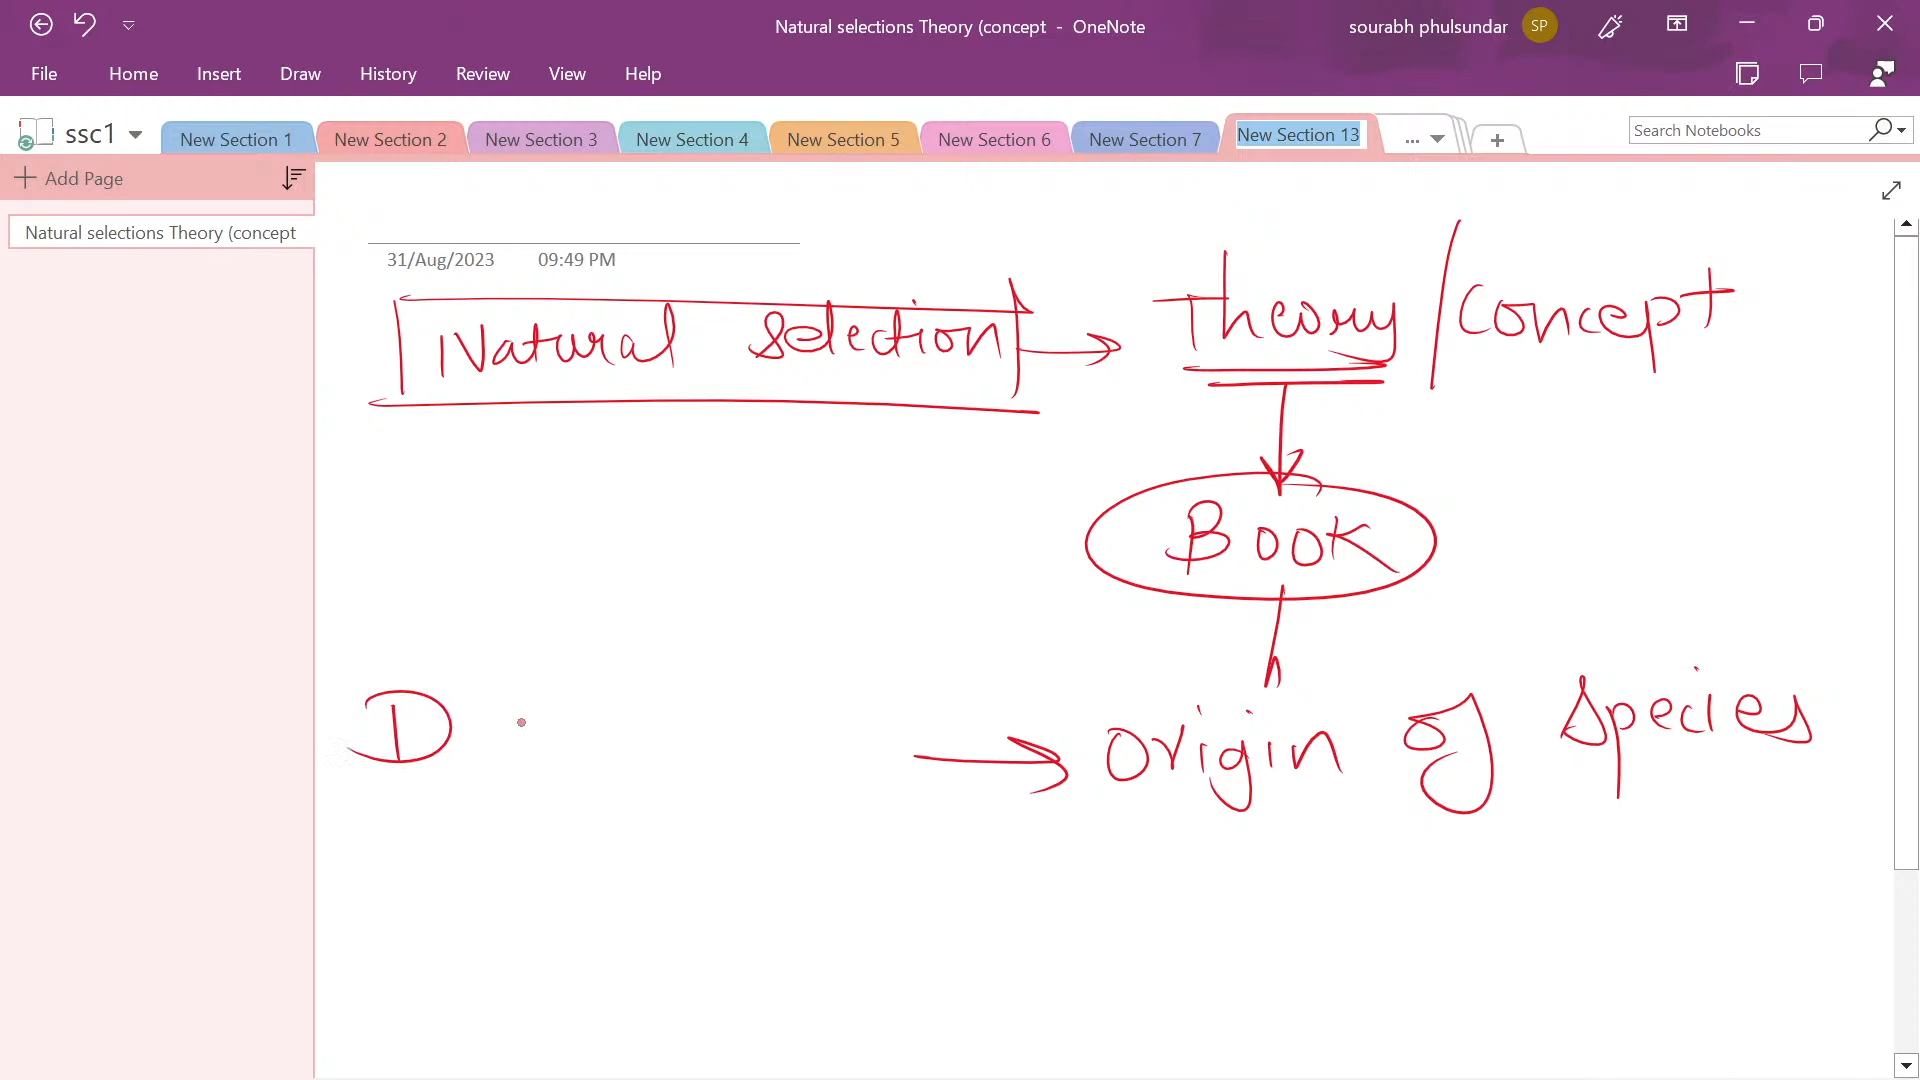 Natural selections Theory (concept - OneNote
sourabh phulsundar
SP
File Home Insert Draw History Review View Help
ssc1
New Section 1
New Section 2
New Section 3
New Section 4
New Section 5
New Section 6
New Section 7
New Section 13
...
Search Notebooks
Add Page
Natural selections Theory (concept
31/Aug/2023 09:49 PM
Natural Selection → Theory / Concept
Book
D → Origin of Species